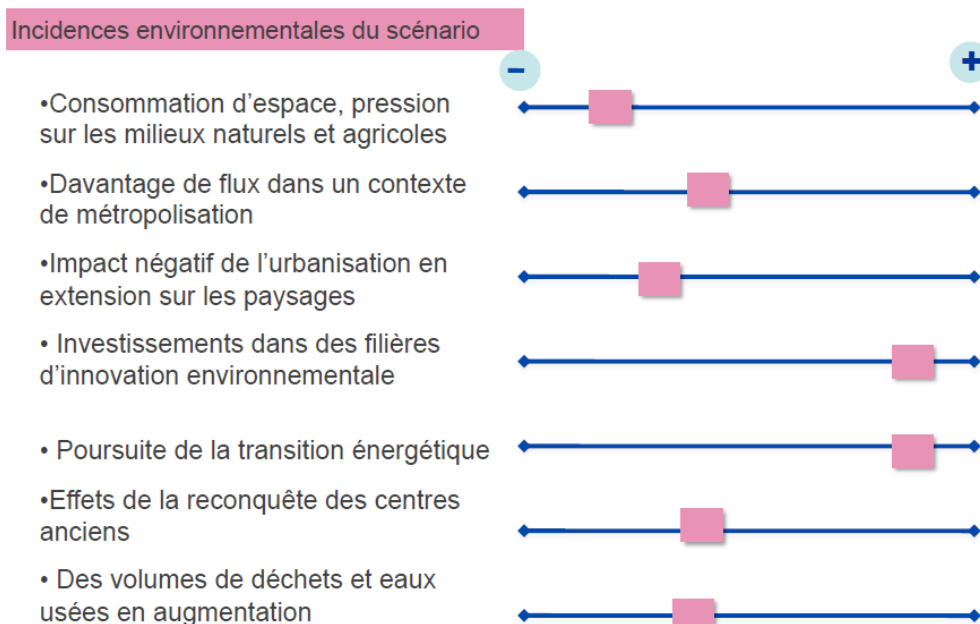 Incidences environnementales du scénario
–
+
•Consommation d’espace, pression
sur les milieux naturels et agricoles
•Davantage de flux dans un contexte
de métropolisation
•Impact négatif de l’urbanisation en
extension sur les paysages
• Investissements dans des filières
d’innovation environnementale
• Poursuite de la transition énergétique
•Effets de la reconquête des centres
anciens
• Des volumes de déchets et eaux
usées en augmentation